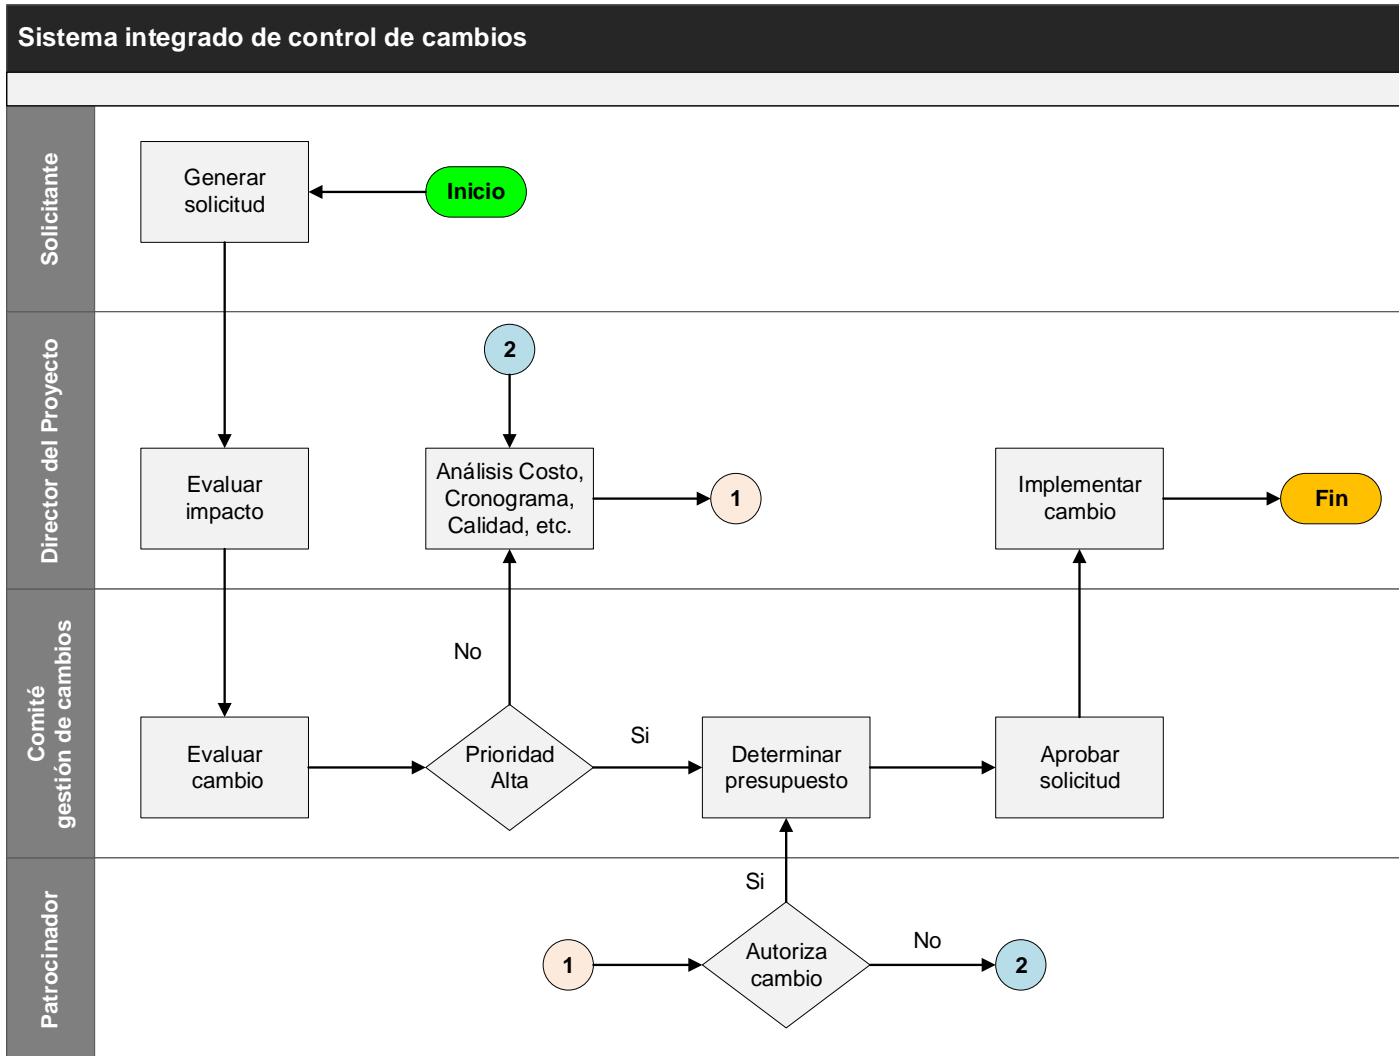 Sistema integrado de control de cambios
Solicitante
Generar
solicitud
Inicio
Director del Proyecto
2
Evaluar
impacto
Análisis Costo,
Cronograma,
Calidad, etc.
1
Implementar
cambio
Fin
Comité
gestión de cambios
No
Evaluar
cambio
Prioridad
Alta
Si
Determinar
presupuesto
Aprobar
solicitud
Patrocinador
Si
1
Autoriza
cambio
No
2